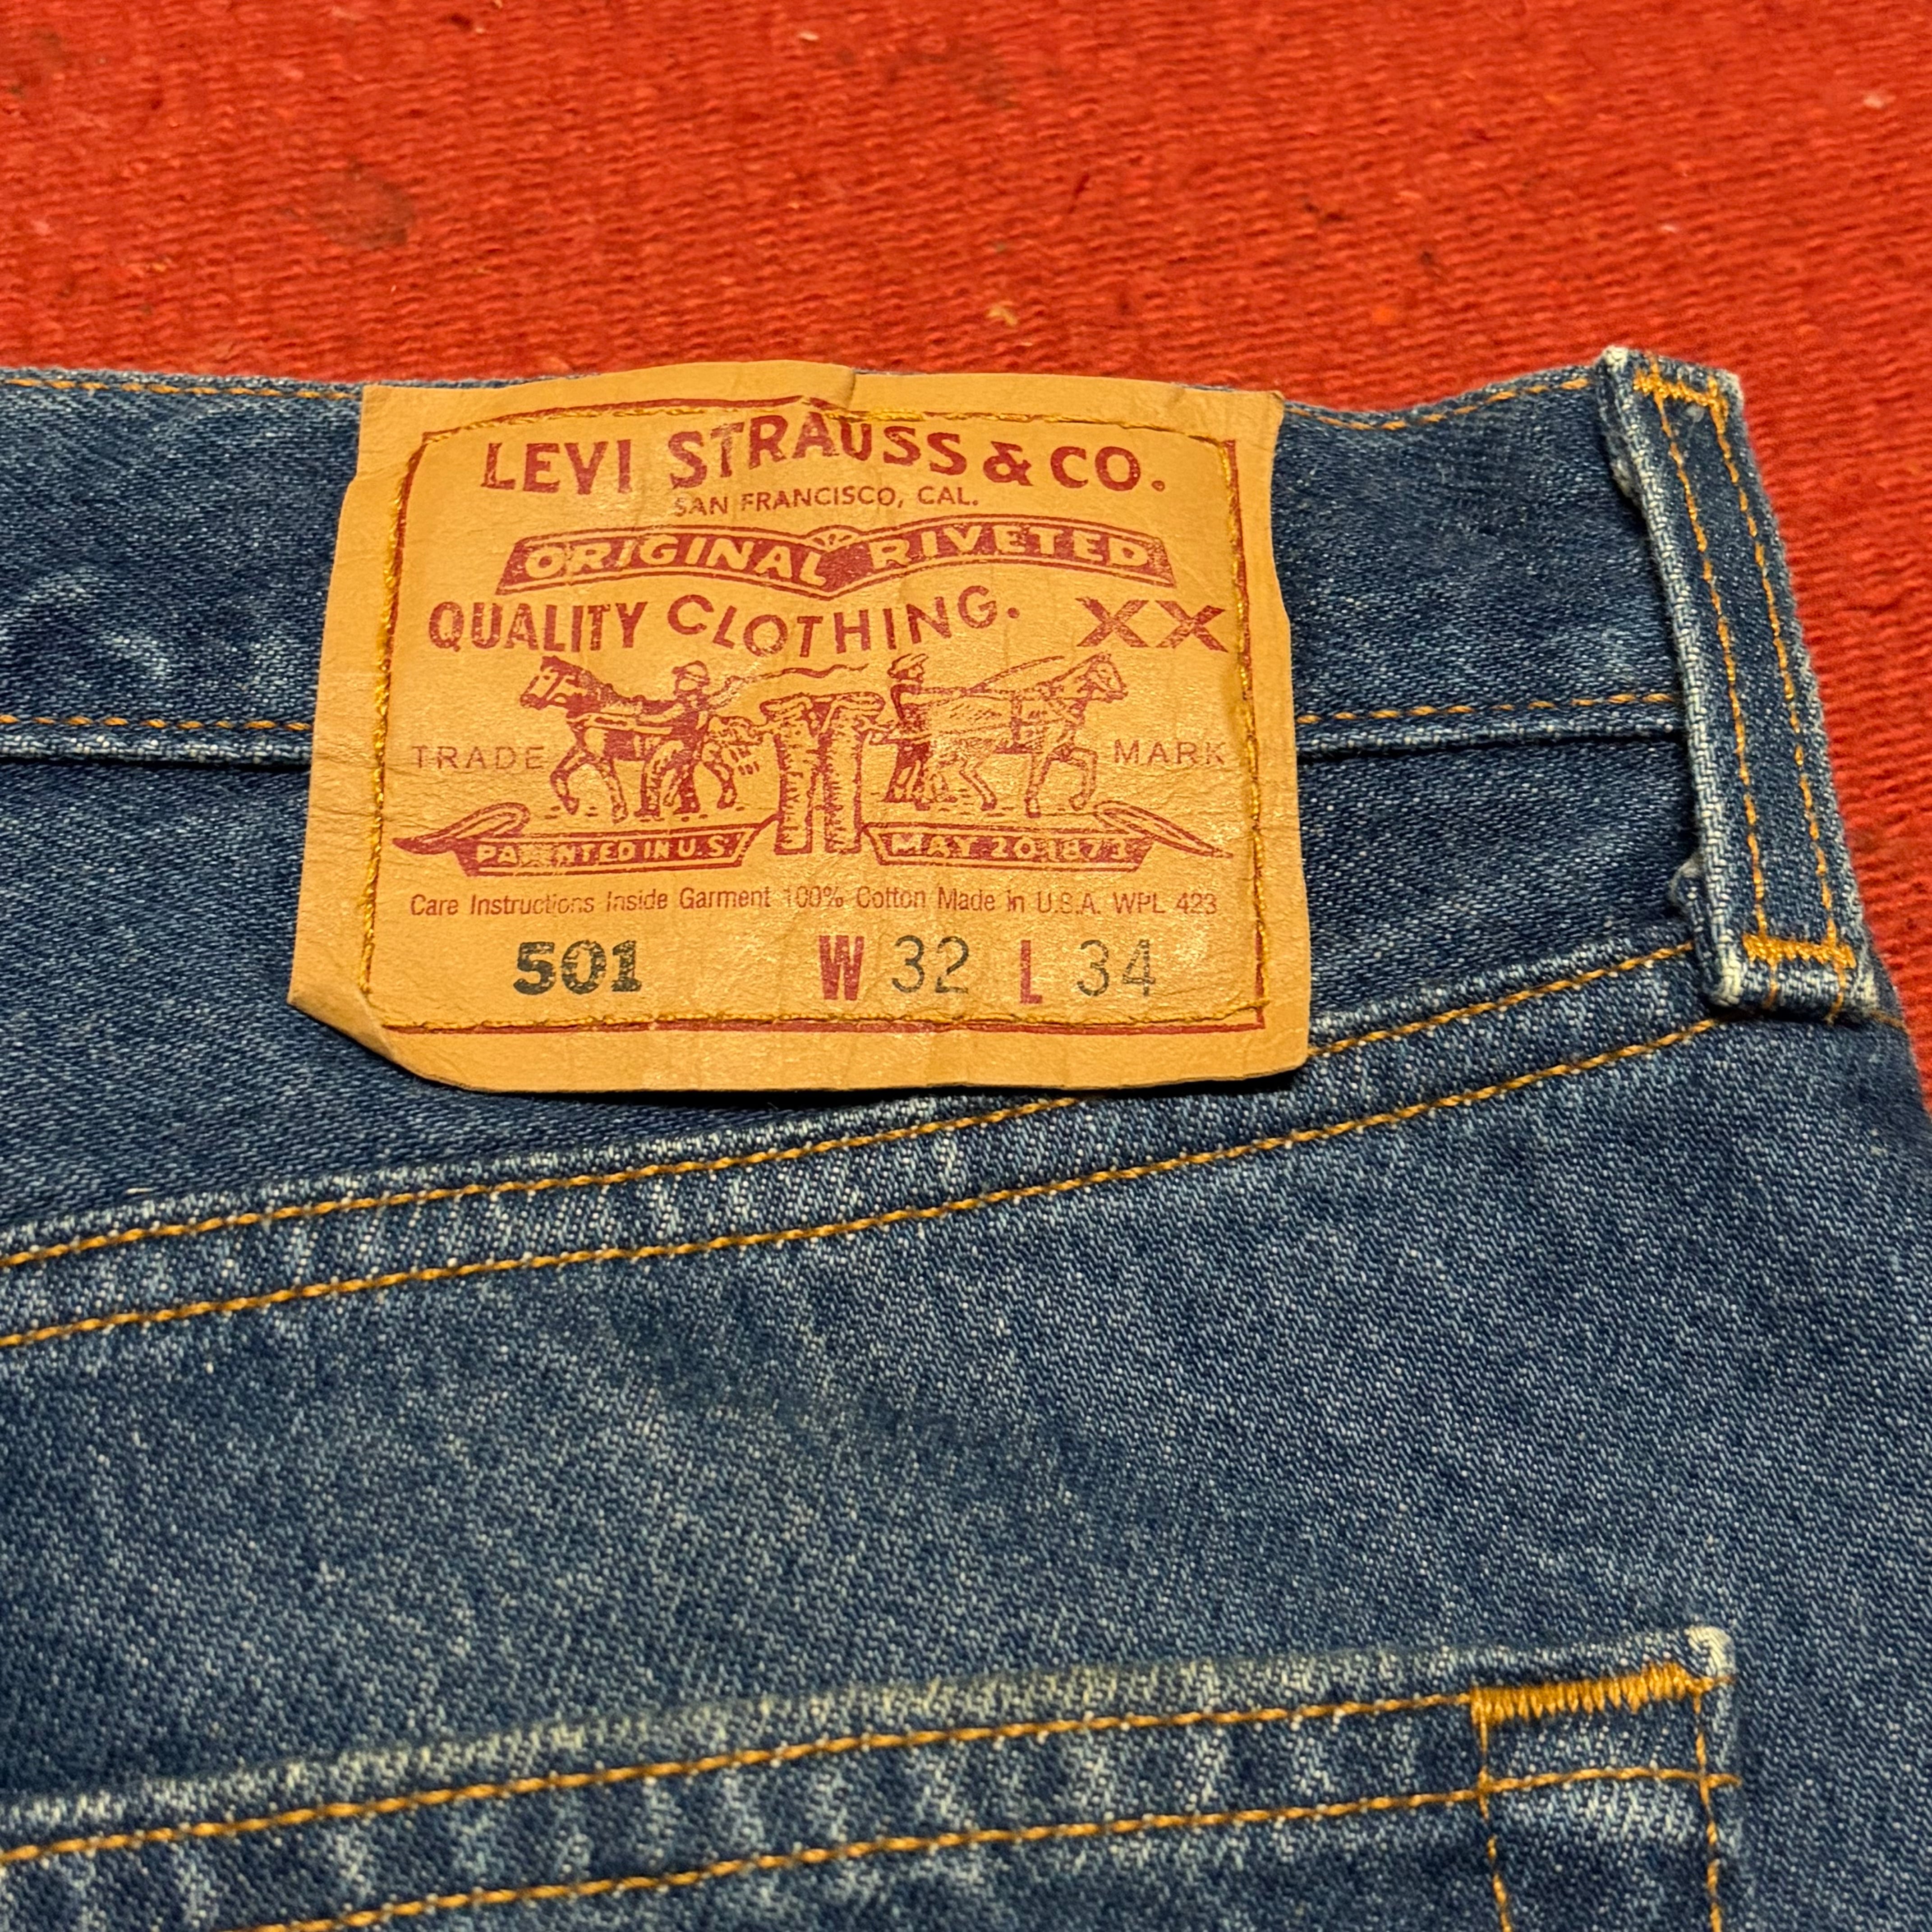 LEVI STRAUSS & CO.
SAN FRANCISCO, CAL.
ORIGINAL RIVETED
QUALITY CLOTHING. XX
TRADE MARK
PATENTED IN U.S. MAY 20 1873
Care Instructions Inside Garment 100% Cotton Made in U.S.A. WPL 423
501 W 32 L 34